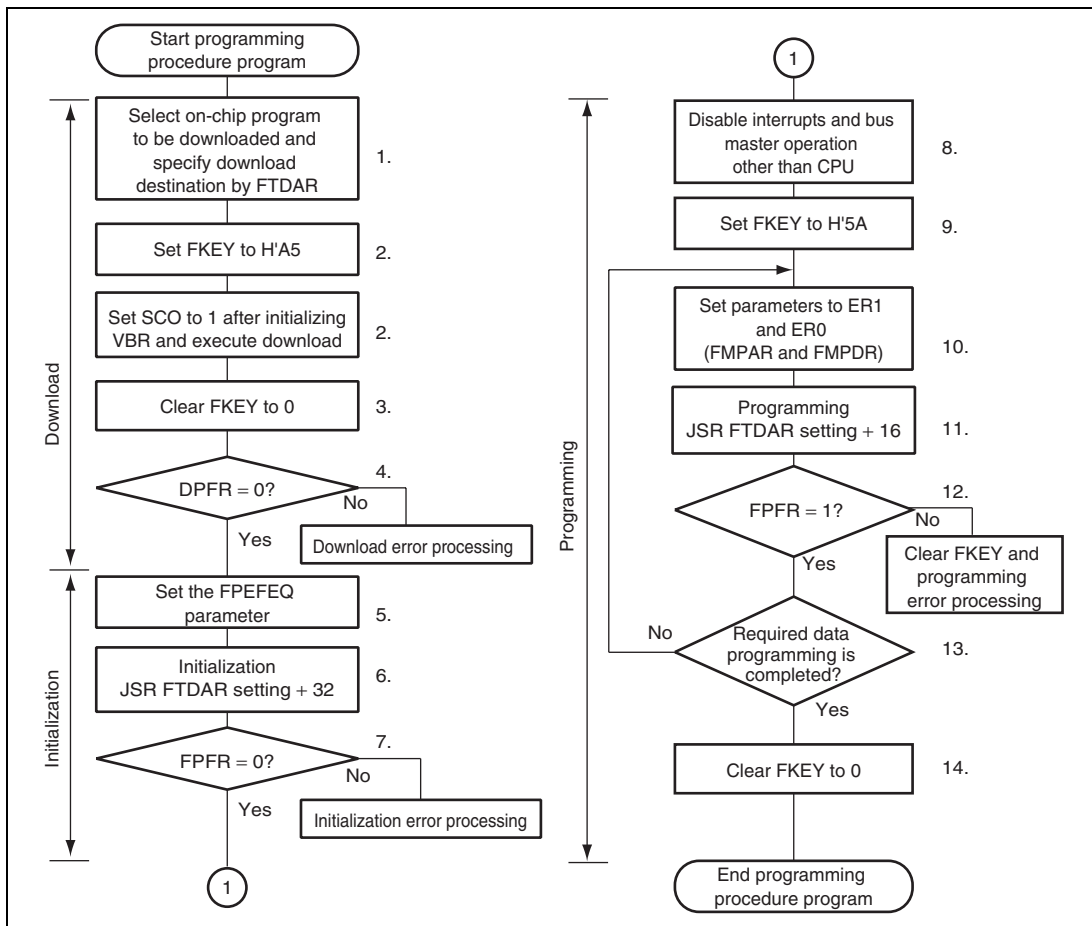 Start programming
procedure program
Download
Select on-chip program
to be downloaded and
specify download
destination by FTDAR
1.
Set FKEY to H'A5
2.
Set SCO to 1 after initializing
VBR and execute download
2.
Clear FKEY to 0
3.
4.
DPFR = 0?
No
Yes
Download error processing
Initialization
Set the FPEFEQ
parameter
5.
Initialization
JSR FTDAR setting + 32
6.
7.
FPFR = 0?
No
Yes
Initialization error processing
1
1
Programming
Disable interrupts and bus
master operation
other than CPU
8.
Set FKEY to H'5A
9.
Set parameters to ER1
and ER0
(FMPAR and FMPDR)
10.
Programming
JSR FTDAR setting + 16
11.
12.
FPFR = 1?
No
Yes
Clear FKEY and
programming
error processing
No
Required data
programming is
completed?
13.
Yes
Clear FKEY to 0
14.
End programming
procedure program